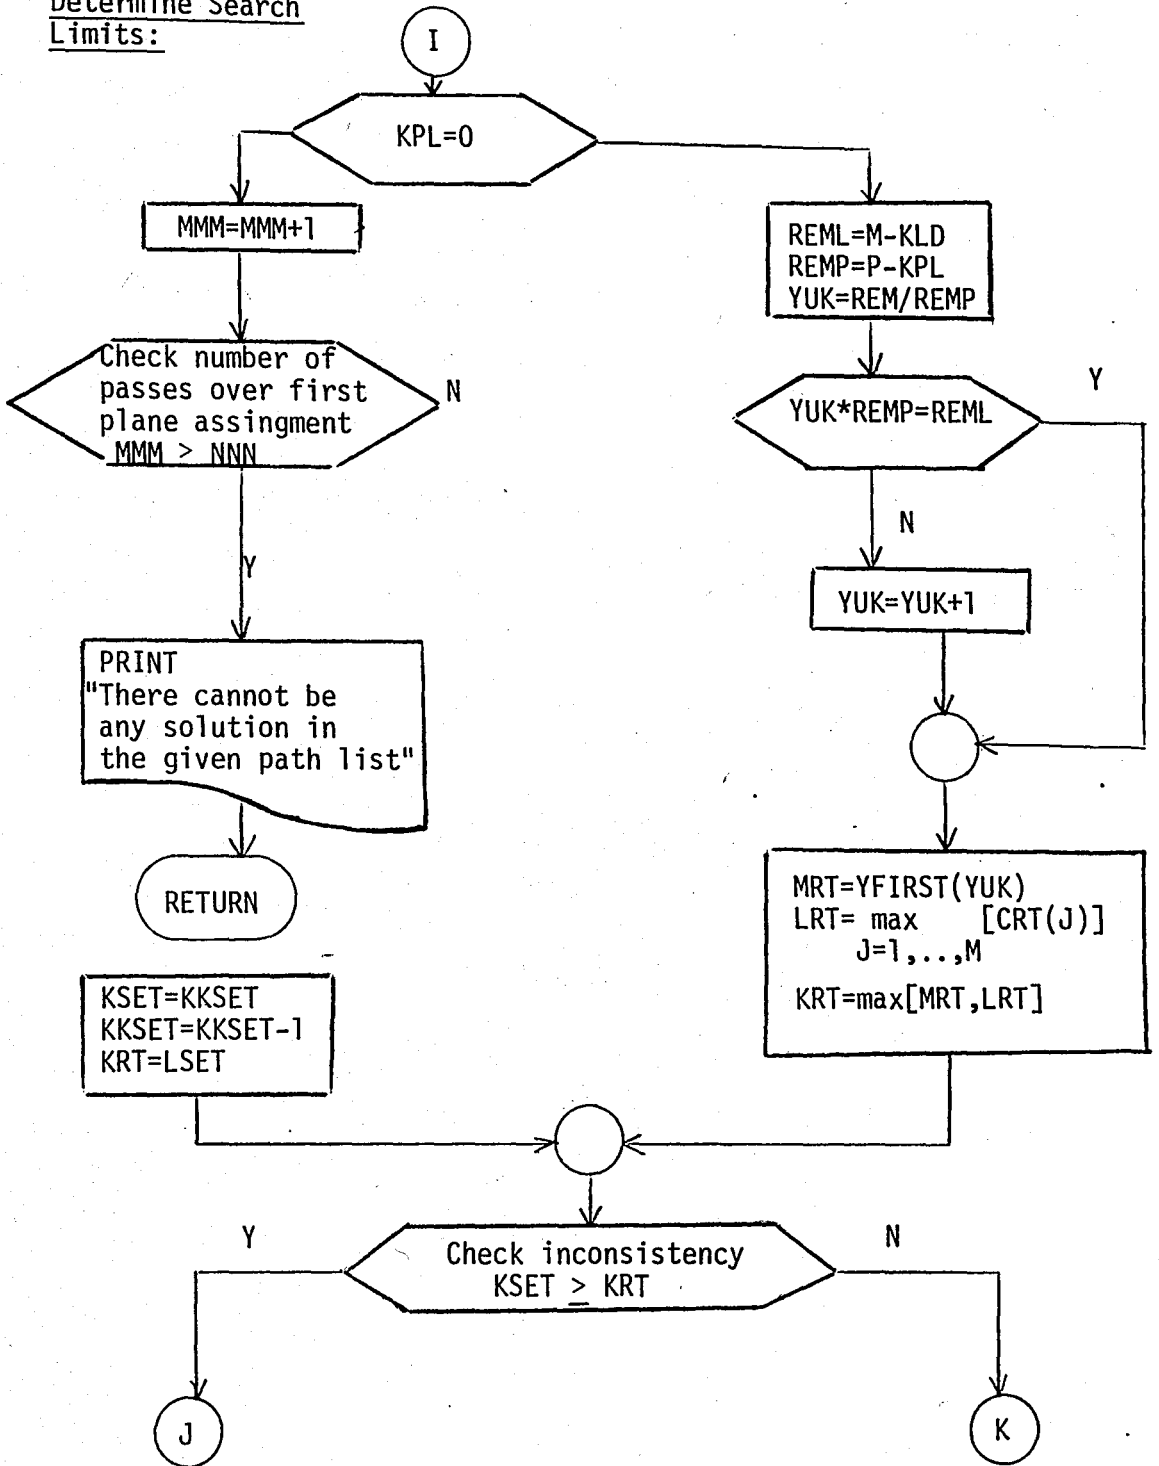 Determine Search
Limits:
I
KPL=0
MMM=MMM+1
REML=M-KLD
REMP=P-KPL
YUK=REM/REMP
Check number of
passes over first
plane assingment
MMM > NNN
N
YUK*REMP=REML
Y
N
Y
YUK=YUK+1
PRINT
"There cannot be
any solution in
the given path list"
RETURN
MRT=YFIRST(YUK)
LRT= max [CRT(J)]
J=1,..,M
KRT=max[MRT,LRT]
KSET=KKSET
KKSET=KKSET-1
KRT=LSET
Y
Check inconsistency
KSET ≥ KRT
N
J
K